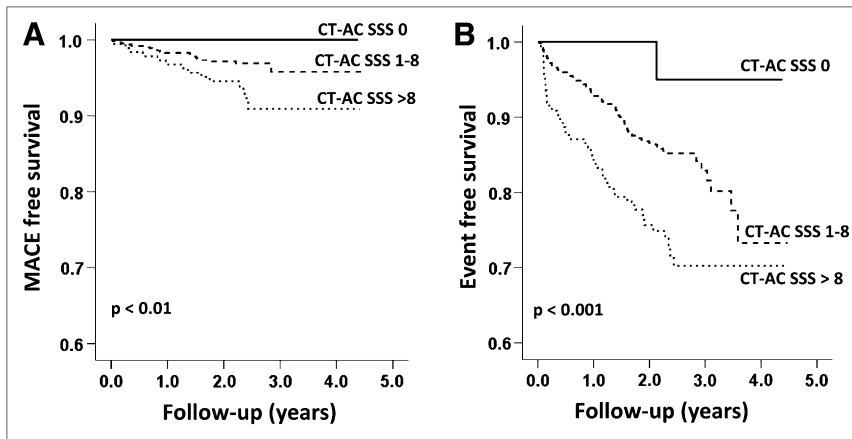 A
MACE free survival
1.0
0.9
0.8
0.7
0.6
CT-AC SSS 0
CT-AC SSS 1-8
CT-AC SSS >8
p < 0.01
0.0 1.0 2.0 3.0 4.0 5.0
Follow-up (years)
B
Event free survival
1.0
0.9
0.8
0.7
0.6
CT-AC SSS 0
CT-AC SSS 1-8
CT-AC SSS > 8
p < 0.001
0.0 1.0 2.0 3.0 4.0 5.0
Follow-up (years)